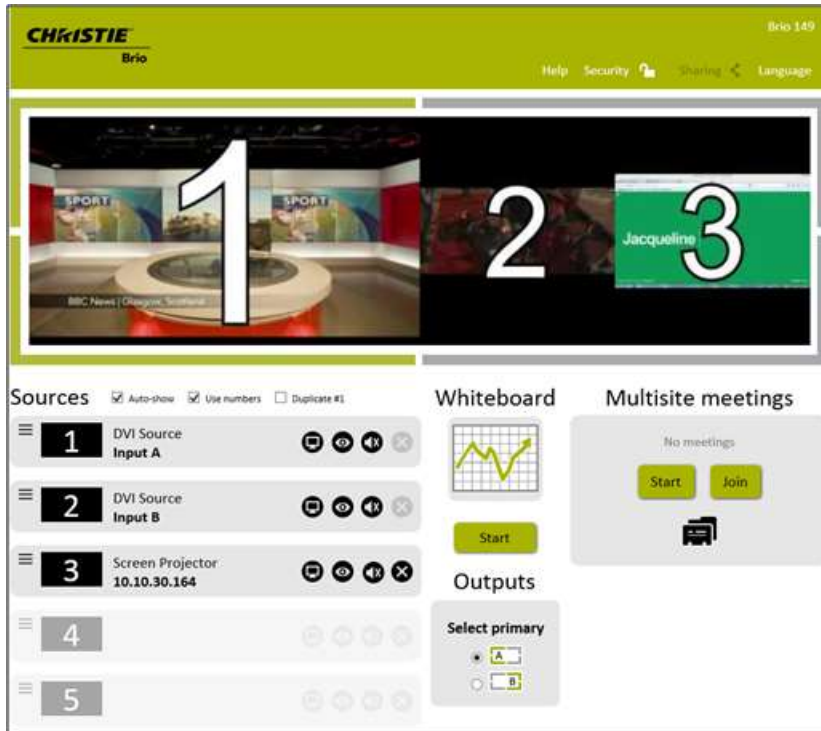 CHRISTIE
Brio
Brio 149
Help Security Sharing Language
1
2
3
SPORT
SPORT
Jacqueline
BBC News | Glasgow, Scotland
Sources Auto-show Use numbers Duplicate #1
1
DVI Source
Input A
2
DVI Source
Input B
3
Screen Projector
10.10.30.164
4
5
Whiteboard
Start
Outputs
Select primary
A
B
Multisite meetings
No meetings
Start Join